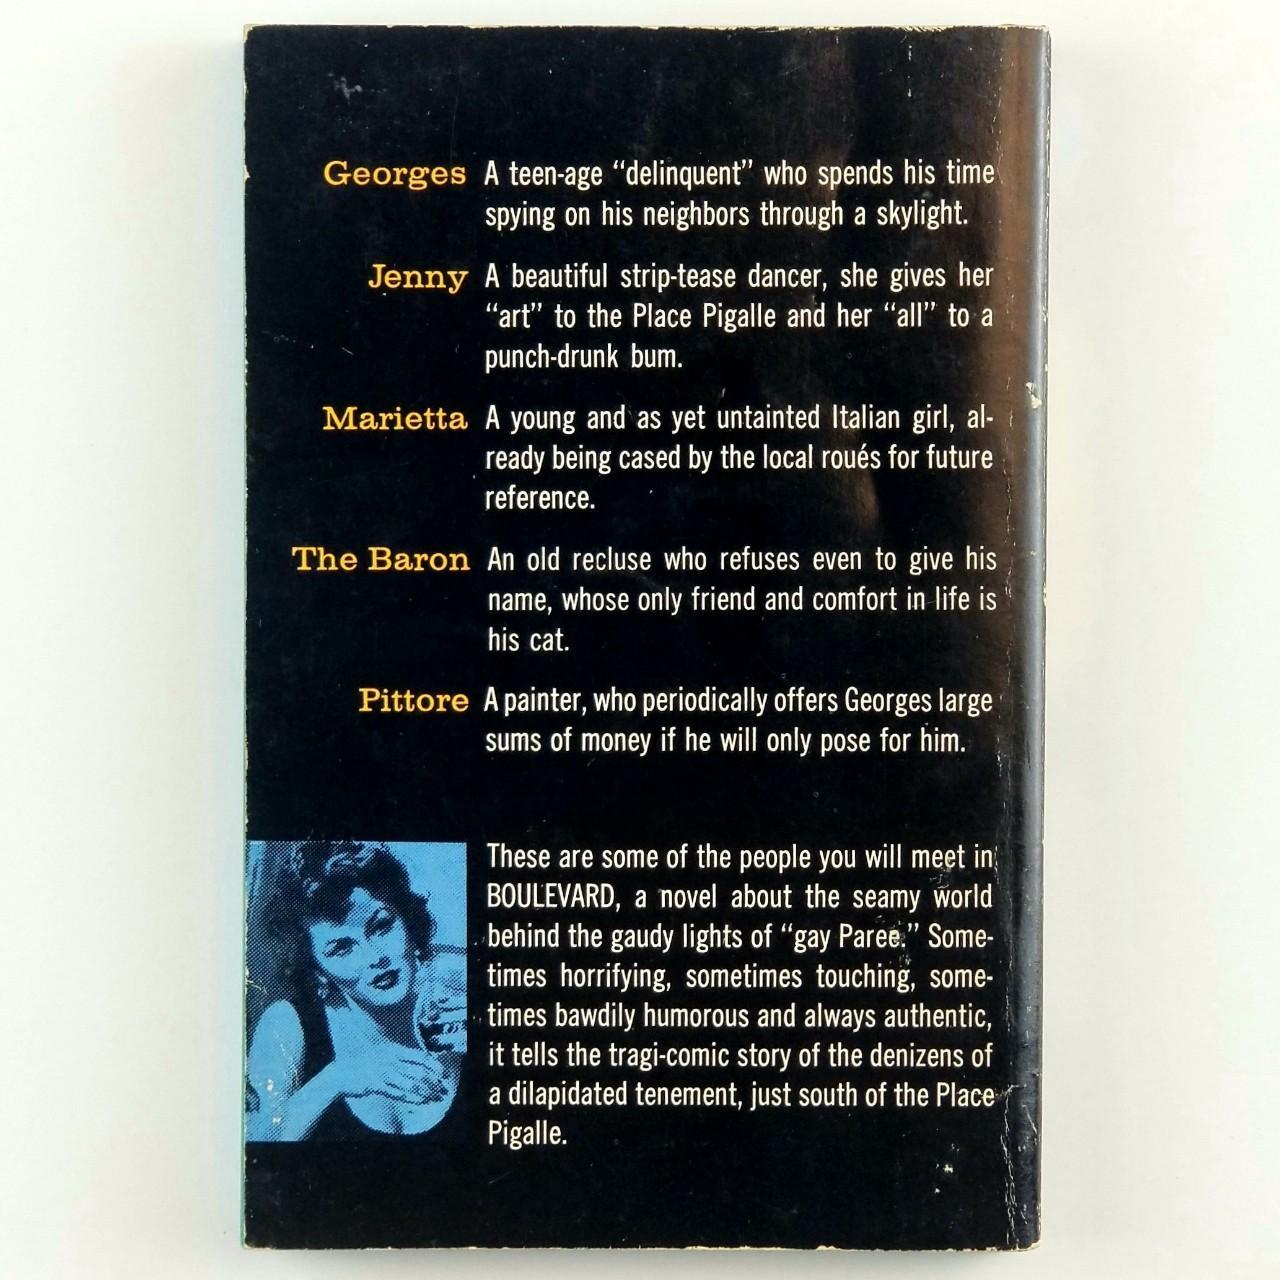 Georges A teen-age “delinquent” who spends his time
spying on his neighbors through a skylight.
Jenny A beautiful strip-tease dancer, she gives her
“art” to the Place Pigalle and her “all” to a
punch-drunk bum.
Marietta A young and as yet untainted Italian girl, al-
ready being cased by the local roués for future
reference.
The Baron An old recluse who refuses even to give his
name, whose only friend and comfort in life is
his cat.
Pittore A painter, who periodically offers Georges large
sums of money if he will only pose for him.
These are some of the people you will meet in
BOULEVARD, a novel about the seamy world
behind the gaudy lights of “gay Paree.” Some-
times horrifying, sometimes touching, some-
times bawdily humorous and always authentic,
it tells the tragi-comic story of the denizens of
a dilapidated tenement, just south of the Place
Pigalle.